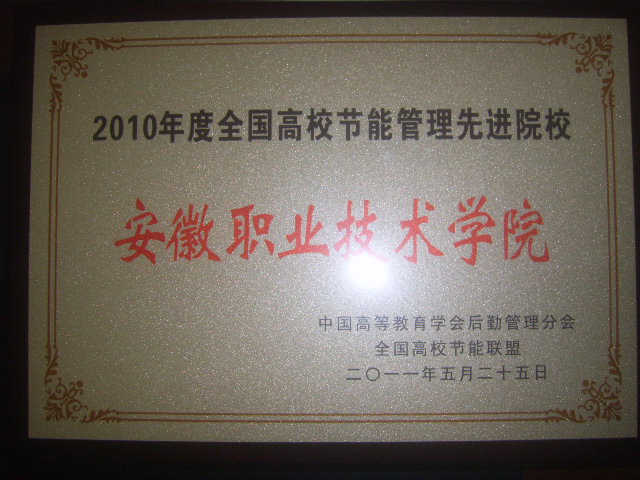 2010年度全国高校节能管理先进院校
安徽职业技术学院
中国高等教育学会后勤管理分会
全国高校节能联盟
二〇一一年五月二十五日